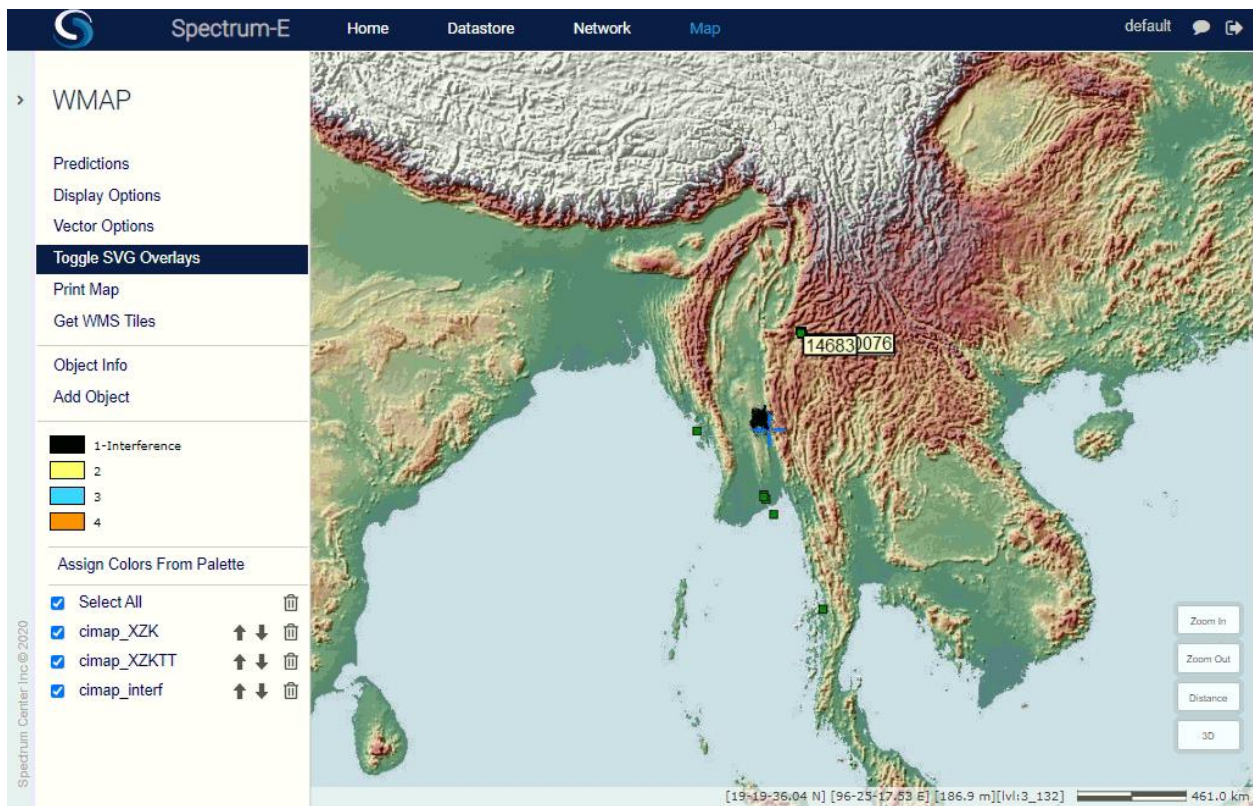 Spectrum-E Home Datastore Network Map default
WMAP
Predictions
Display Options
Vector Options
Toggle SVG Overlays
Print Map
Get WMS Tiles
Object Info
Add Object
1-Interference
2
3
4
Assign Colors From Palette
Select All
cimap_XZK
cimap_XZKTT
cimap_interf
Spectrum Center Inc © 2020
14683 0076
Zoom In
Zoom Out
Distance
3D
[19-19-36.04 N] [96-25-17.53 E] [186.9 m][lvl:3_132] 461.0 km